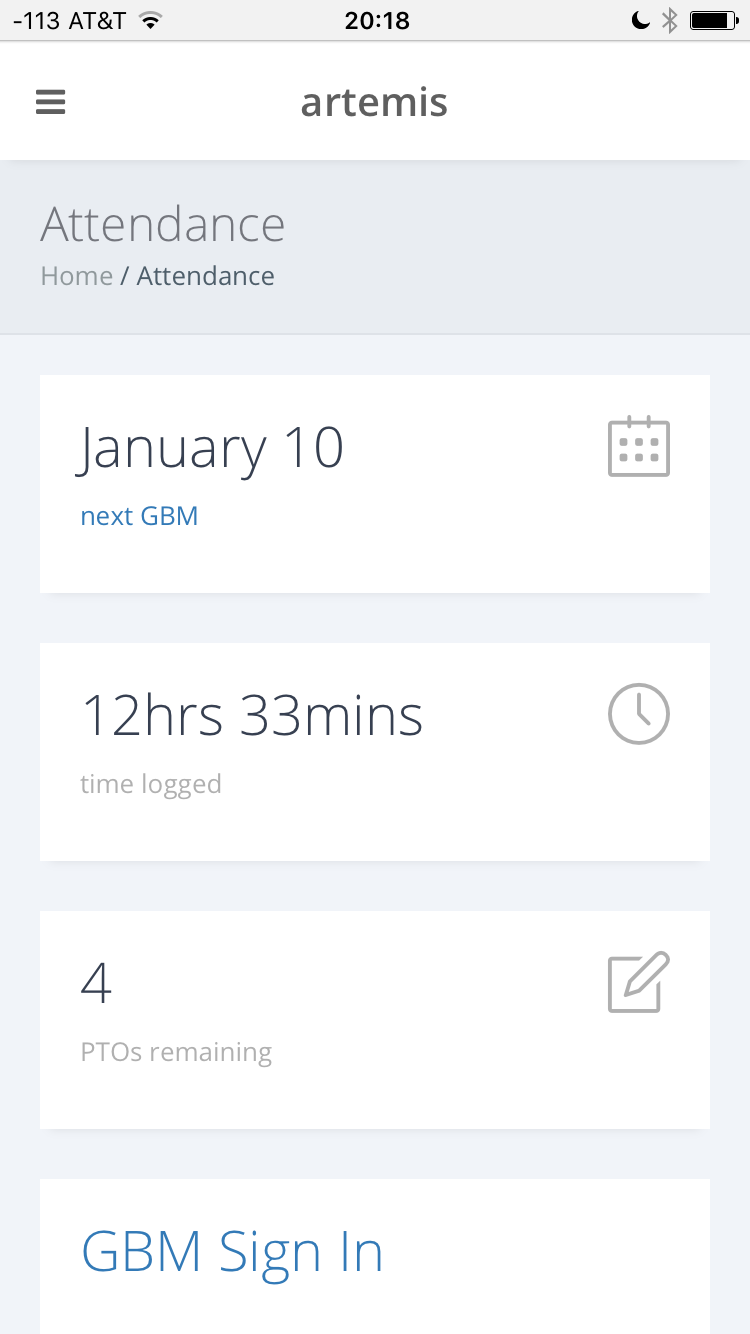 -113 AT&T 20:18
artemis
Attendance
Home / Attendance
January 10
next GBM
12hrs 33mins
time logged
4
PTOs remaining
GBM Sign In